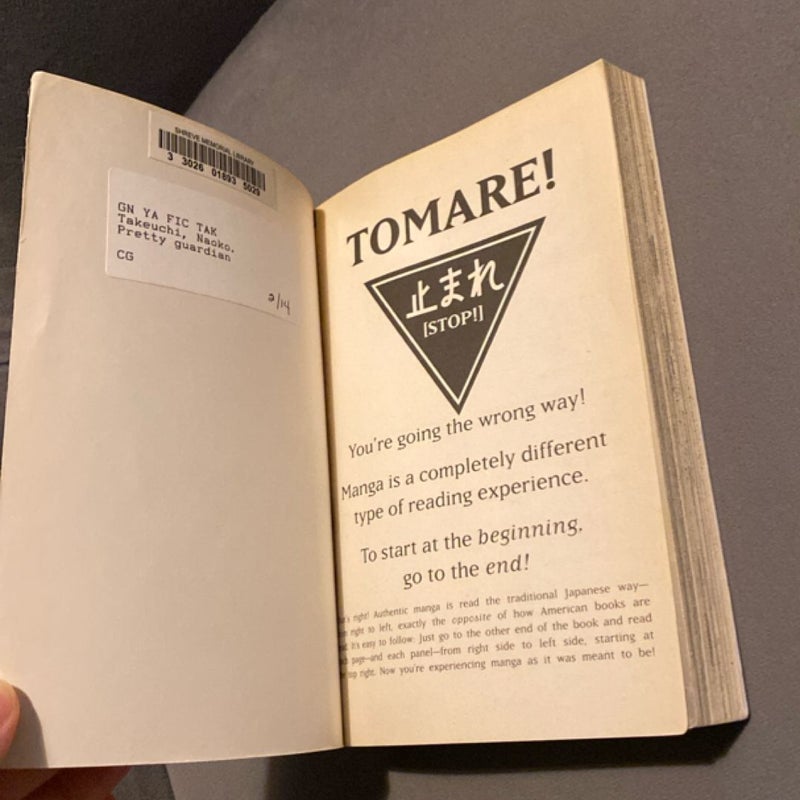 SHREVE MEMORIAL LIBRARY
3 3026 01893 5029
GN YA FIC TAK
Takeuchi, Naoko.
Pretty guardian
CG
2/14
TOMARE!
止まれ
[STOP!]
You're going the wrong way!
Manga is a completely different
type of reading experience.
To start at the beginning,
go to the end!
right! Authentic manga is read the traditional Japanese way—
right to left, exactly the opposite of how American books are
It's easy to follow: Just go to the other end of the book and read
page—and each panel—from right side to left side, starting at
top right. Now you're experiencing manga as it was meant to be!